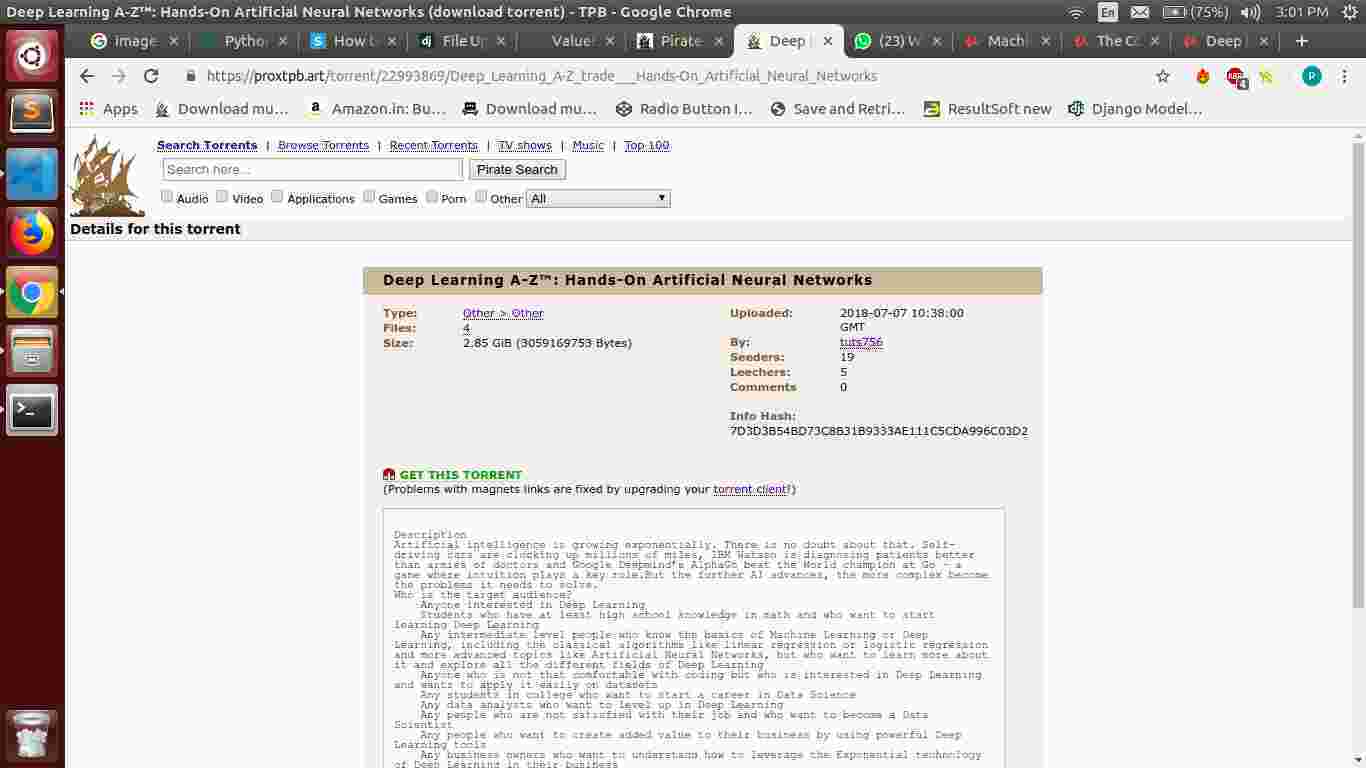 Deep Learning A-Z™: Hands-On Artificial Neural Networks (download torrent) - TPB - Google Chrome
En
(75%)
3:01 PM
image
Pytho
How t
File Up
Value
Pirate
Deep
(23) W
Machi
The Co
Deep
https://proxtpb.art/torrent/22993869/Deep_Learning_A-Z_trade___Hands-On_Artificial_Neural_Networks
ABP
4
P
Apps
Download mu...
Amazon.in: Bu...
Download mu...
Radio Button I...
Save and Retri...
ResultSoft new
Django Model...
Search Torrents | Browse Torrents | Recent Torrents | TV shows | Music | Top 100
Search here...
Pirate Search
Audio Video Applications Games Porn Other All
Details for this torrent
Deep Learning A-Z™: Hands-On Artificial Neural Networks
Type: Other > Other
Files: 4
Size: 2.85 GiB (3059169753 Bytes)
Uploaded: 2018-07-07 10:38:00
GMT
By: tuts756
Seeders: 19
Leechers: 5
Comments 0
Info Hash:
7D3D3B54BD73C8B31B9333AE111C5CDA996C03D2
GET THIS TORRENT
(Problems with magnets links are fixed by upgrading your torrent client!)
Description
Artificial intelligence is growing exponentially. There is no doubt about that. Self-
driving cars are clocking up millions of miles, IBM Watson is diagnosing patients better
than armies of doctors and Google Deepmind's AlphaGo beat the World champion at Go - a
game where intuition plays a key role.But the further AI advances, the more complex become
the problems it needs to solve.
Who is the target audience?
Anyone interested in Deep Learning
Students who have at least high school knowledge in math and who want to start
learning Deep Learning
Any intermediate level people who know the basics of Machine Learning or Deep
Learning, including the classical algorithms like linear regression or logistic regression
and more advanced topics like Artificial Neural Networks, but who want to learn more about
it and explore all the different fields of Deep Learning
Anyone who is not that comfortable with coding but who is interested in Deep Learning
and wants to apply it easily on datasets
Any students in college who want to start a career in Data Science
Any data analysts who want to level up in Deep Learning
Any people who are not satisfied with their job and who want to become a Data
Scientist
Any people who want to create added value to their business by using powerful Deep
Learning tools
Any business owners who want to understand how to leverage the Exponential technology
of Deep Learning in their business